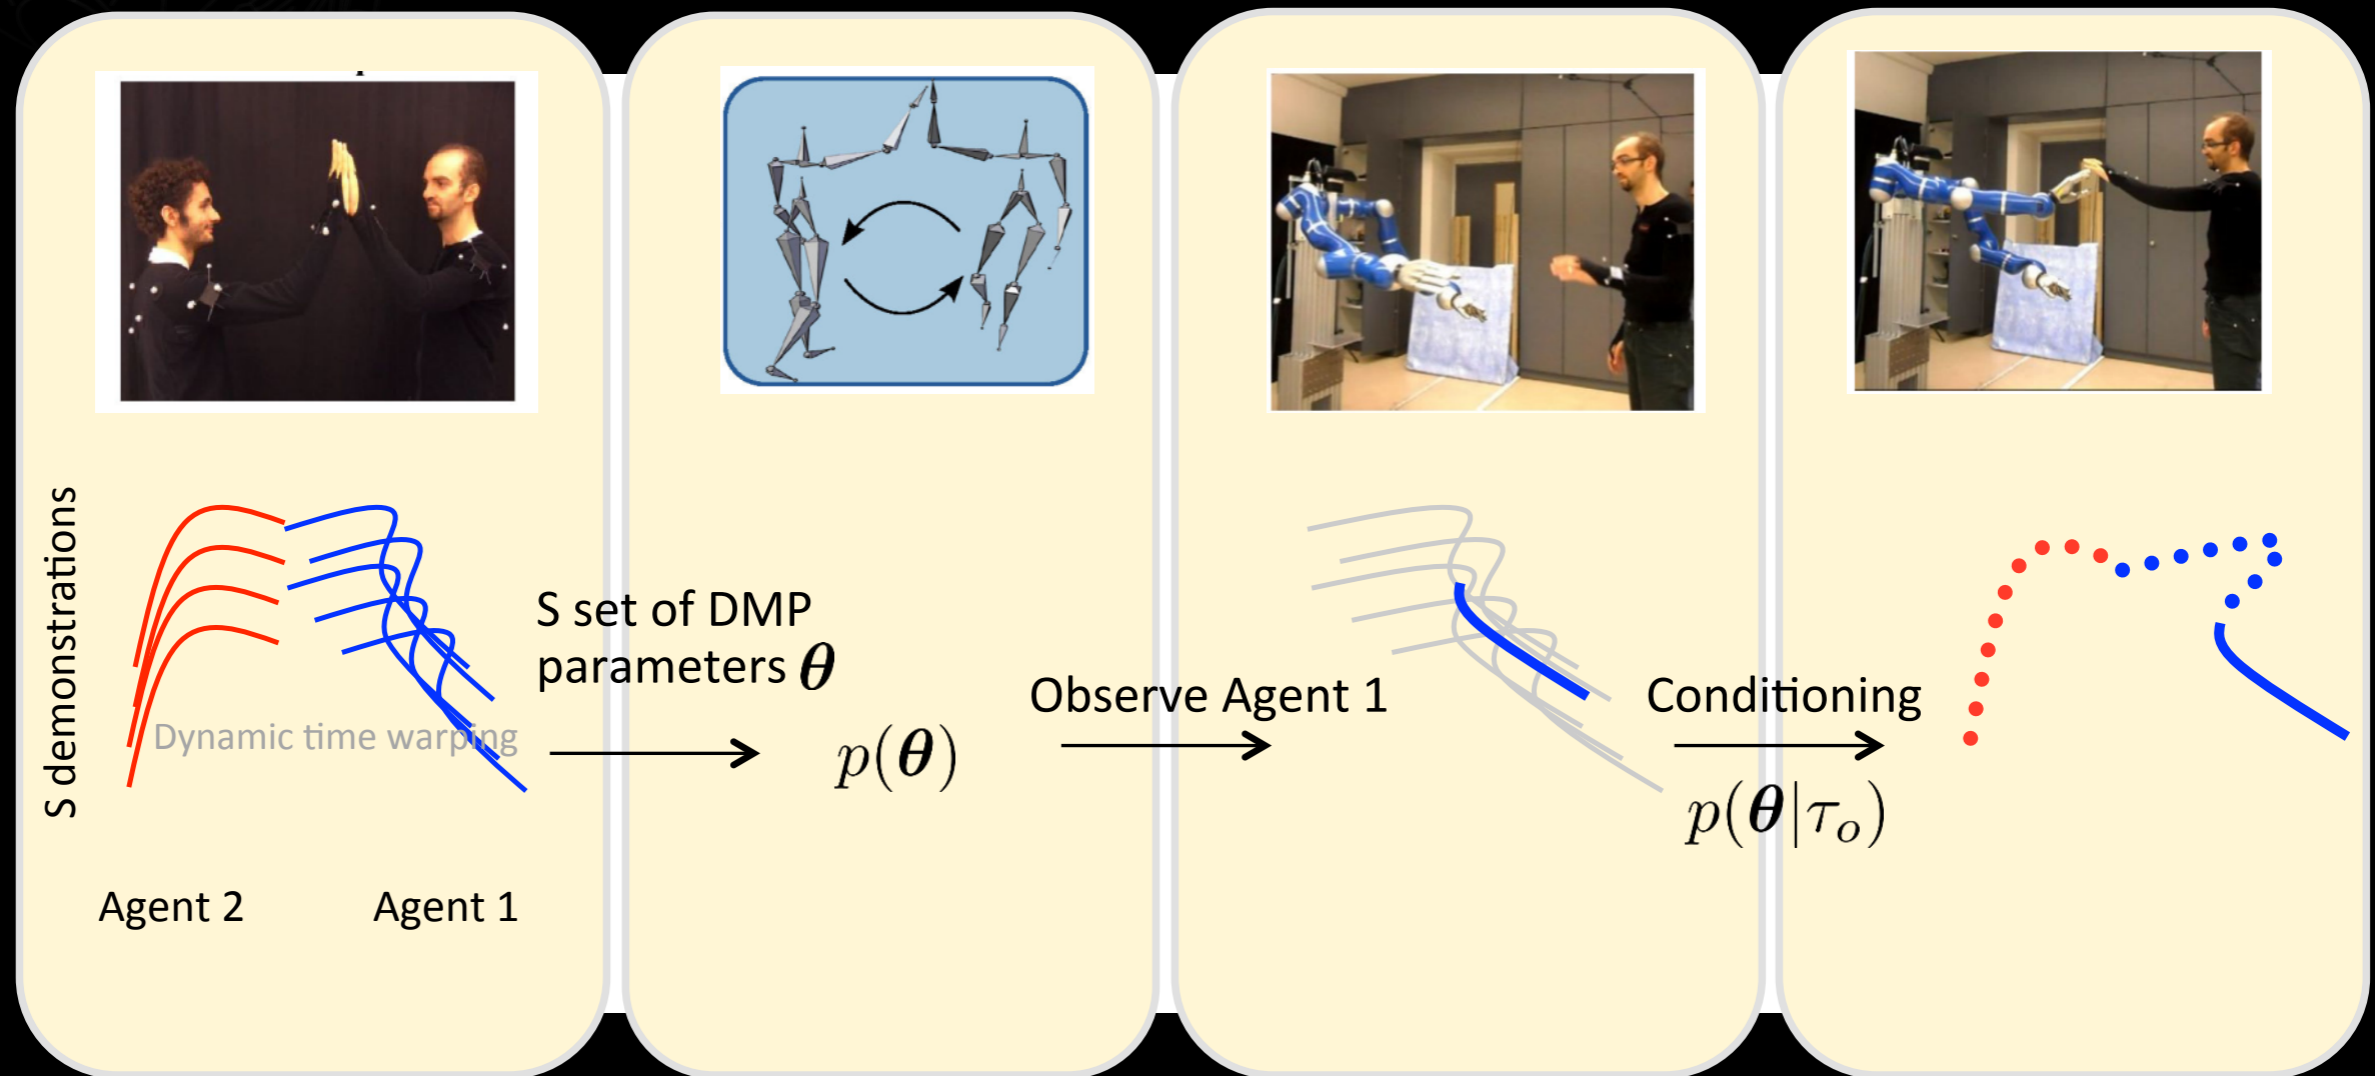 S demonstrations
Dynamic time warping
Agent 2
Agent 1
S set of DMP
parameters θ
p(θ)
Observe Agent 1
Conditioning
p(θ|τₒ)